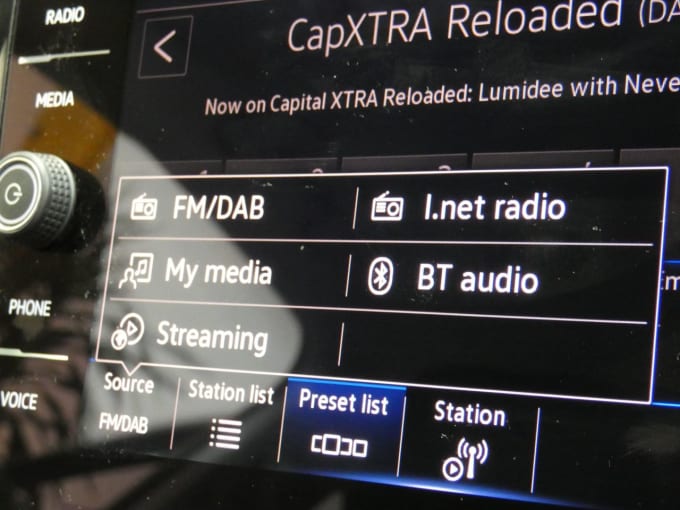 RADIO
CapXTRA Reloaded
MEDIA
Now on Capital XTRA Reloaded: Lumidee with
FM/DAB
I.net radio
My media
BT audio
PHONE
Streaming
VOICE
Source
Station list
Preset list
Station
FM/DAB